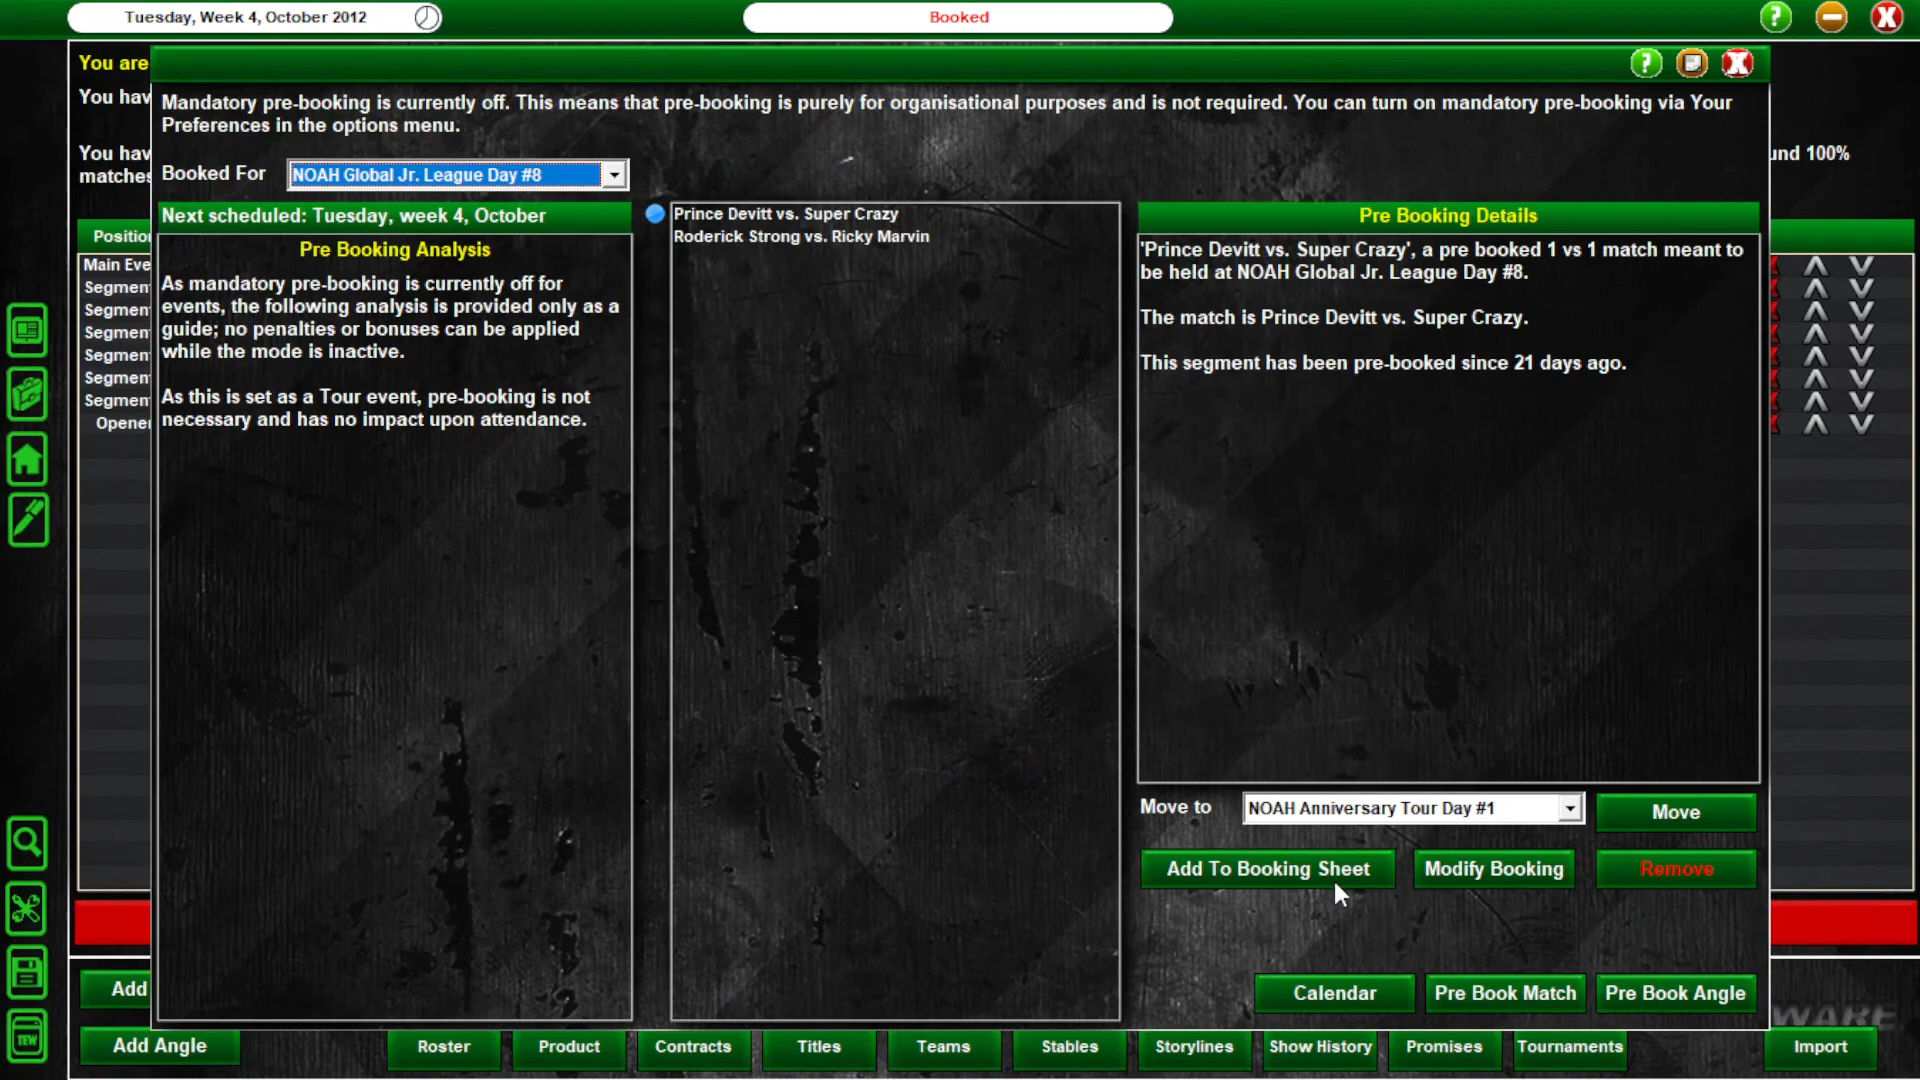 Tuesday, Week 4, October 2012
Booked
You are
You hav
You hav
matches
und 100%
Mandatory pre-booking is currently off. This means that pre-booking is purely for organisational purposes and is not required. You can turn on mandatory pre-booking via Your
Preferences in the options menu.
Booked For
NOAH Global Jr. League Day #8
Next scheduled: Tuesday, week 4, October
Pre Booking Analysis
As mandatory pre-booking is currently off for
events, the following analysis is provided only as a
guide; no penalties or bonuses can be applied
while the mode is inactive.
As this is set as a Tour event, pre-booking is not
necessary and has no impact upon attendance.
Prince Devitt vs. Super Crazy
Roderick Strong vs. Ricky Marvin
Pre Booking Details
'Prince Devitt vs. Super Crazy', a pre booked 1 vs 1 match meant to
be held at NOAH Global Jr. League Day #8.
The match is Prince Devitt vs. Super Crazy.
This segment has been pre-booked since 21 days ago.
Position
Main Eve
Segmen
Segmen
Segmen
Segmen
Segmen
Segmen
Opener
Move to
NOAH Anniversary Tour Day #1
Move
Add To Booking Sheet
Modify Booking
Remove
Calendar
Pre Book Match
Pre Book Angle
Add
WARE
Add Angle
Roster
Product
Contracts
Titles
Teams
Stables
Storylines
Show History
Promises
Tournaments
Import
TEW